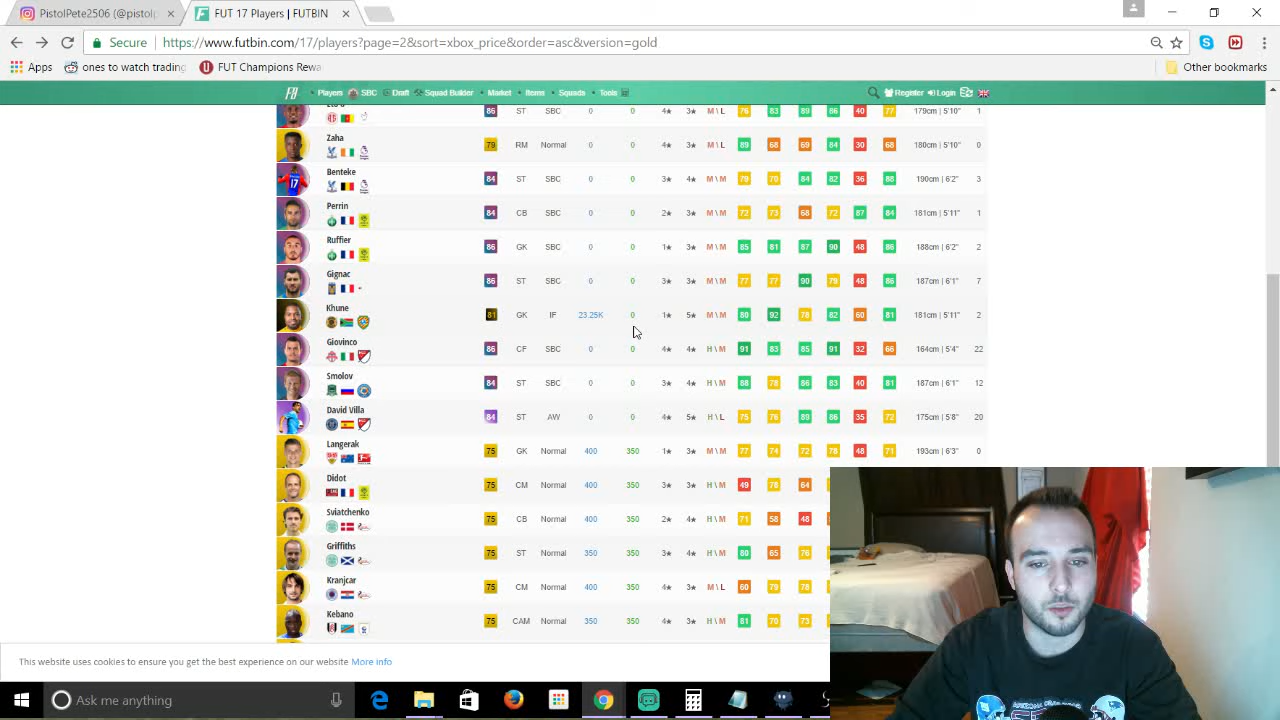 PistolPete2506 (@pistolp
FUT 17 Players | FUTBIN
Secure
https://www.futbin.com/17/players?page=2&sort=xbox_price&order=asc&version=gold
Apps ones to watch trading FUT Champions Rewa Other bookmarks
Players SBC Draft Squad Builder Market Items Squads Tools Register Login
86 ST SBC 0 0 4★ 3★ M \ L 76 83 89 86 40 77 179cm | 5'10" 1
Zaha 79 RM Normal 0 0 4★ 3★ M \ L 89 68 69 84 30 68 180cm | 5'10" 0
Benteke 84 ST SBC 0 0 3★ 4★ M \ M 79 70 84 82 36 88 190cm | 6'2" 3
17
Perrin 84 CB SBC 0 0 2★ 3★ M \ M 72 73 68 72 87 84 181cm | 5'11" 1
Ruffier 86 GK SBC 0 0 1★ 3★ M \ M 85 81 87 90 48 86 188cm | 6'2" 2
Gignac 86 ST SBC 0 0 3★ 3★ M \ M 77 77 90 79 48 86 187cm | 6'1" 7
Khune 81 GK IF 23.25K 0 1★ 5★ M \ M 80 92 78 82 60 81 181cm | 5'11" 2
Giovinco 86 CF SBC 0 0 4★ 4★ H \ M 91 83 85 91 32 66 164cm | 5'4" 22
Smolov 84 ST SBC 0 0 3★ 4★ H \ M 88 78 86 83 40 81 187cm | 6'1" 12
David Villa 84 ST AW 0 0 4★ 5★ H \ L 75 76 89 86 35 72 175cm | 5'8" 20
Langerak 75 GK Normal 400 350 1★ 3★ M \ M 77 74 72 78 48 71 193cm | 6'3" 0
Didot 75 CM Normal 400 350 3★ 3★ H \ M 49 78 64
Sviatchenko 75 CB Normal 400 350 2★ 4★ H \ M 71 58 48
Griffiths 75 ST Normal 350 350 3★ 4★ H \ M 80 65 76
Kranjcar 75 CM Normal 400 350 4★ 4★ M \ L 60 79 78
Kebano 75 CAM Normal 350 350 4★ 3★ H \ M 81 70 73
This website uses cookies to ensure you get the best experience on our website More info
Ask me anything